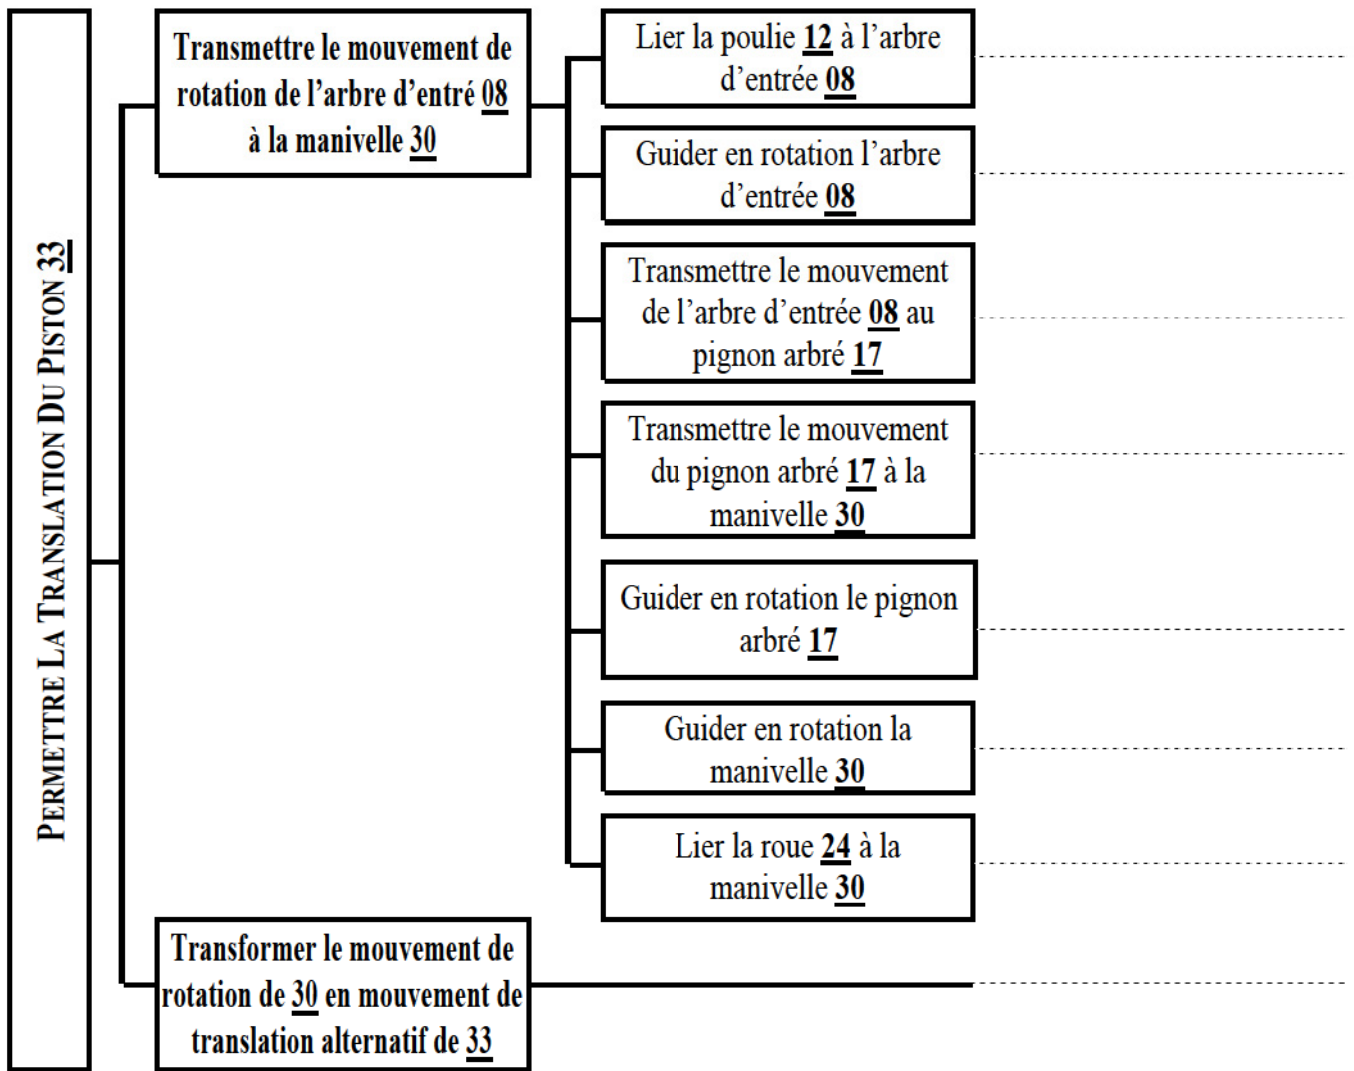 PERMETTRE LA TRANSLATION DU PISTON 33
Transmettre le mouvement de
rotation de l’arbre d’entré 08
à la manivelle 30
Lier la poulie 12 à l’arbre
d’entrée 08
Guider en rotation l’arbre
d’entrée 08
Transmettre le mouvement
de l’arbre d’entrée 08 au
pignon arbré 17
Transmettre le mouvement
du pignon arbré 17 à la
manivelle 30
Guider en rotation le pignon
arbré 17
Guider en rotation la
manivelle 30
Lier la roue 24 à la
manivelle 30
Transformer le mouvement de
rotation de 30 en mouvement de
translation alternatif de 33